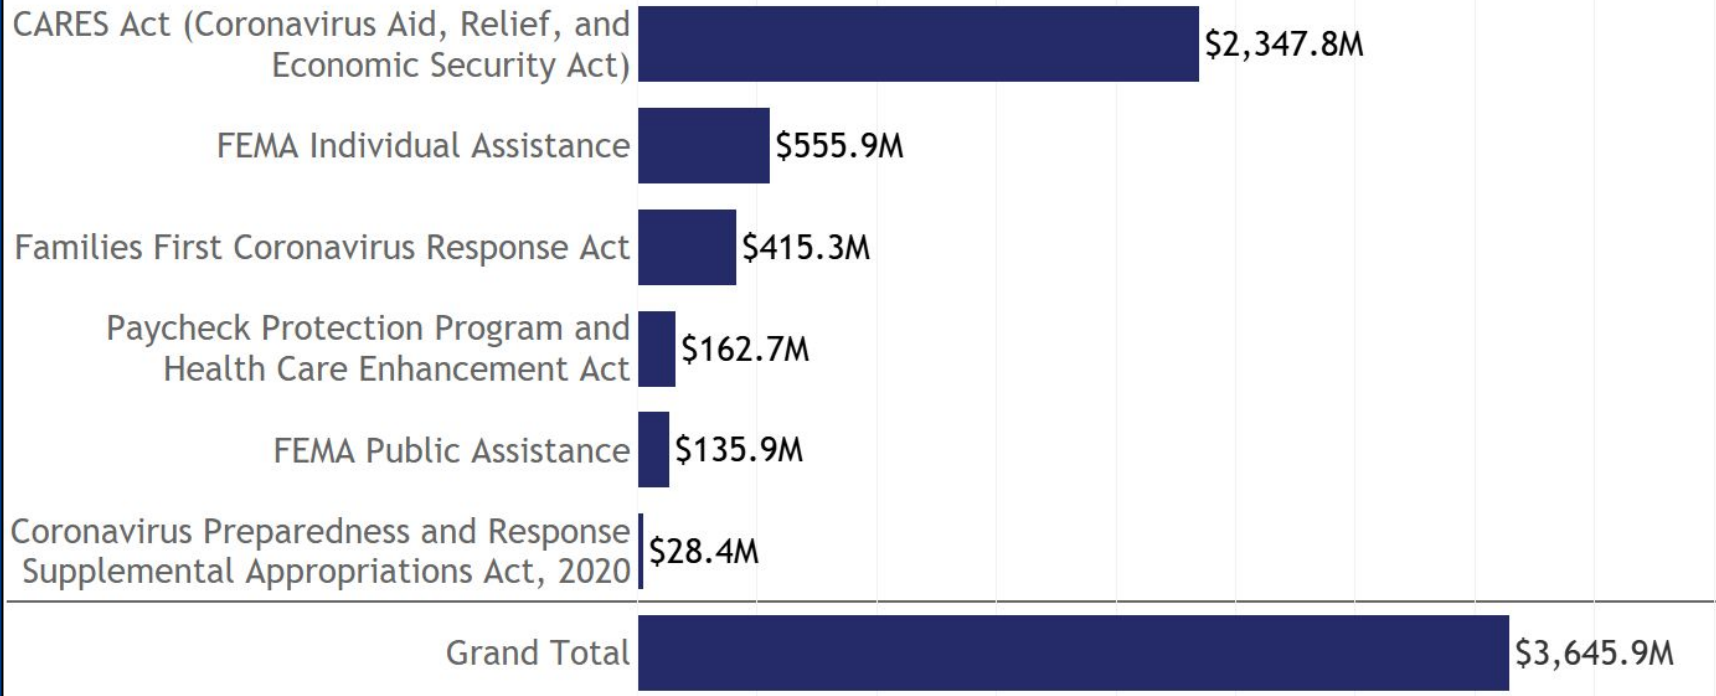 CARES Act (Coronavirus Aid, Relief, and
Economic Security Act)
$2,347.8M
FEMA Individual Assistance
$555.9M
Families First Coronavirus Response Act
$415.3M
Paycheck Protection Program and
Health Care Enhancement Act
$162.7M
FEMA Public Assistance
$135.9M
Coronavirus Preparedness and Response
Supplemental Appropriations Act, 2020
$28.4M
Grand Total
$3,645.9M